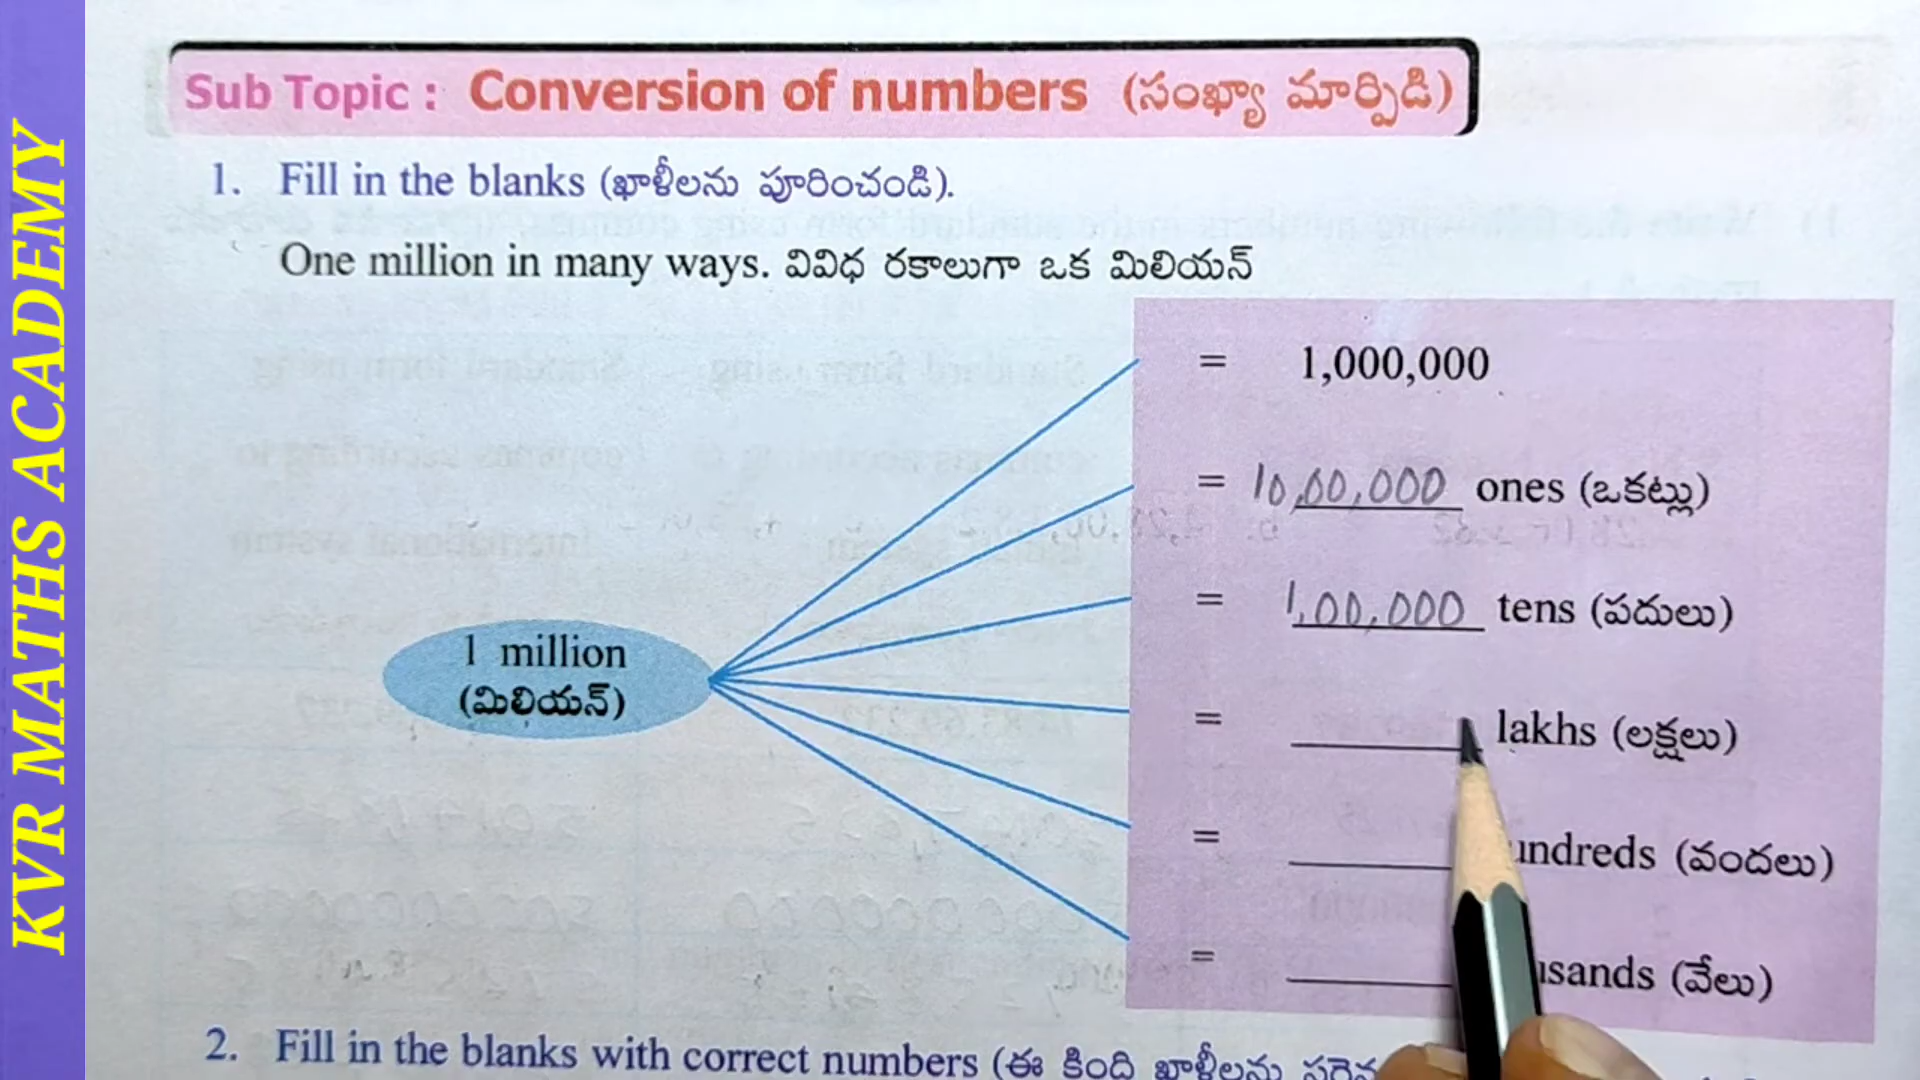 KVR MATHS ACADEMY
Sub Topic : Conversion of numbers (సంఖ్యా మార్పిడి)
1. Fill in the blanks (ఖాళీలను పూరించండి).
One million in many ways. వివిధ రకాలుగా ఒక మిలియన్
= 1,000,000
= 10,00,000 ones (ఒకట్లు)
= 1,00,000 tens (పదులు)
1 million
(మిలియన్)
= lakhs (లక్షలు)
= undreds (వందలు)
= usands (వేలు)
2. Fill in the blanks with correct numbers (ఈ కింది ఖాళీలను